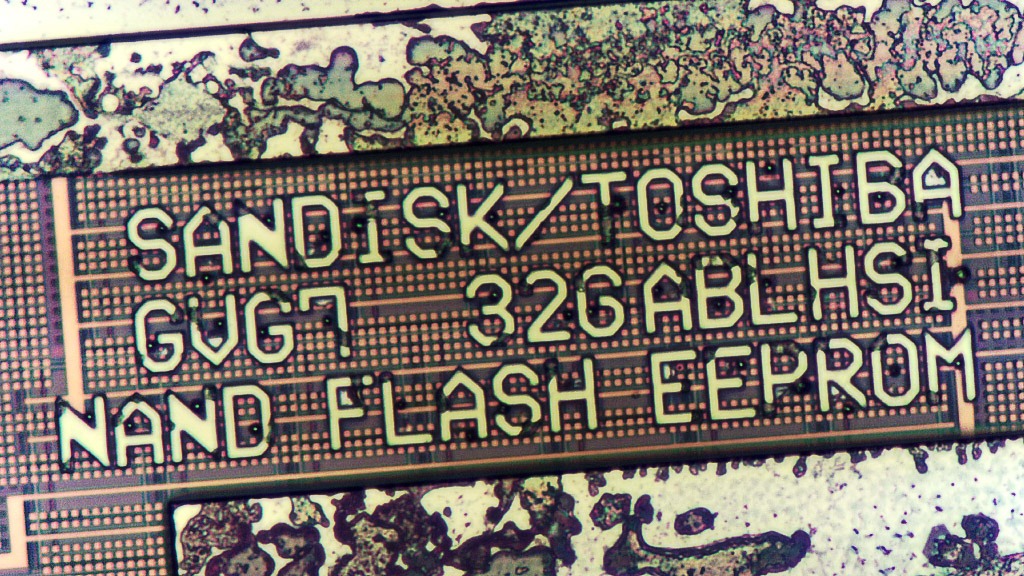 SANDiSK/TOSHIBA
GVG7 32GABLHSI
NAND FLASH EEPROM